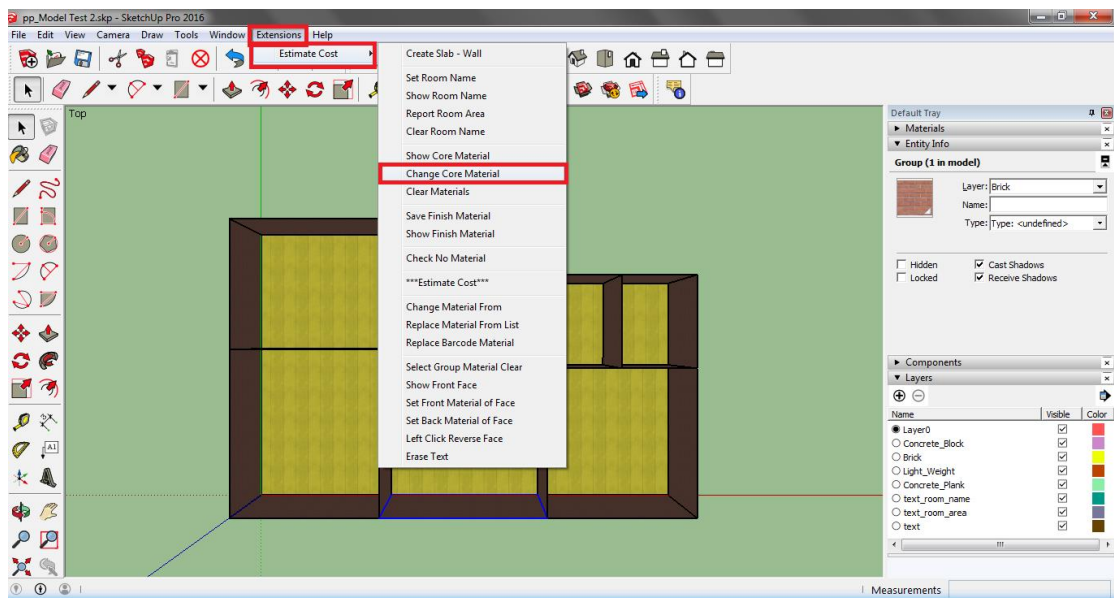 pp_Model Test 2.skp - SketchUp Pro 2016
File Edit View Camera Draw Tools Window Extensions Help
Estimate Cost
Create Slab - Wall
Set Room Name
Show Room Name
Report Room Area
Clear Room Name
Show Core Material
Change Core Material
Clear Materials
Save Finish Material
Show Finish Material
Check No Material
***Estimate Cost***
Change Material From
Replace Material From List
Replace Barcode Material
Select Group Material Clear
Show Front Face
Set Front Material of Face
Set Back Material of Face
Left Click Reverse Face
Erase Text
Top
A1
Default Tray
Materials
Entity Info
Group (1 in model)
Layer: Brick
Name:
Type: Type: <undefined>
Hidden Cast Shadows
Locked Receive Shadows
Components
Layers
Name Visible Color
Layer0
Concrete_Block
Brick
Light_Weight
Concrete_Plank
text_room_name
text_room_area
text
Measurements